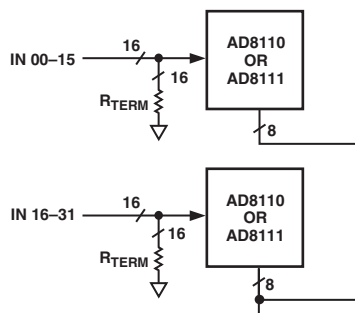 IN 00–15
16
16
RTERM
AD8110
OR
AD8111
8
IN 16–31
16
16
RTERM
AD8110
OR
AD8111
8